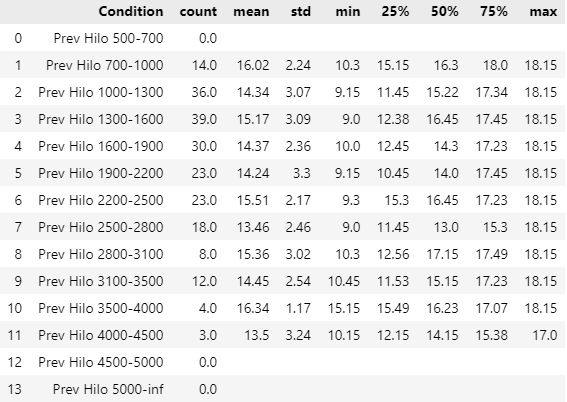 Condition count mean std min 25% 50% 75% max
0 Prev Hilo 500-700 0.0
1 Prev Hilo 700-1000 14.0 16.02 2.24 10.3 15.15 16.3 18.0 18.15
2 Prev Hilo 1000-1300 36.0 14.34 3.07 9.15 11.45 15.22 17.34 18.15
3 Prev Hilo 1300-1600 39.0 15.17 3.09 9.0 12.38 16.45 17.45 18.15
4 Prev Hilo 1600-1900 30.0 14.37 2.36 10.0 12.45 14.3 17.23 18.15
5 Prev Hilo 1900-2200 23.0 14.24 3.3 9.15 10.45 14.0 17.45 18.15
6 Prev Hilo 2200-2500 23.0 15.51 2.17 9.3 15.3 16.45 17.23 18.15
7 Prev Hilo 2500-2800 18.0 13.46 2.46 9.0 11.45 13.0 15.3 18.15
8 Prev Hilo 2800-3100 8.0 15.36 3.02 10.3 12.56 17.15 17.49 18.15
9 Prev Hilo 3100-3500 12.0 14.45 2.54 10.45 11.53 15.15 17.23 18.15
10 Prev Hilo 3500-4000 4.0 16.34 1.17 15.15 15.49 16.23 17.07 18.15
11 Prev Hilo 4000-4500 3.0 13.5 3.24 10.15 12.15 14.15 15.38 17.0
12 Prev Hilo 4500-5000 0.0
13 Prev Hilo 5000-inf 0.0